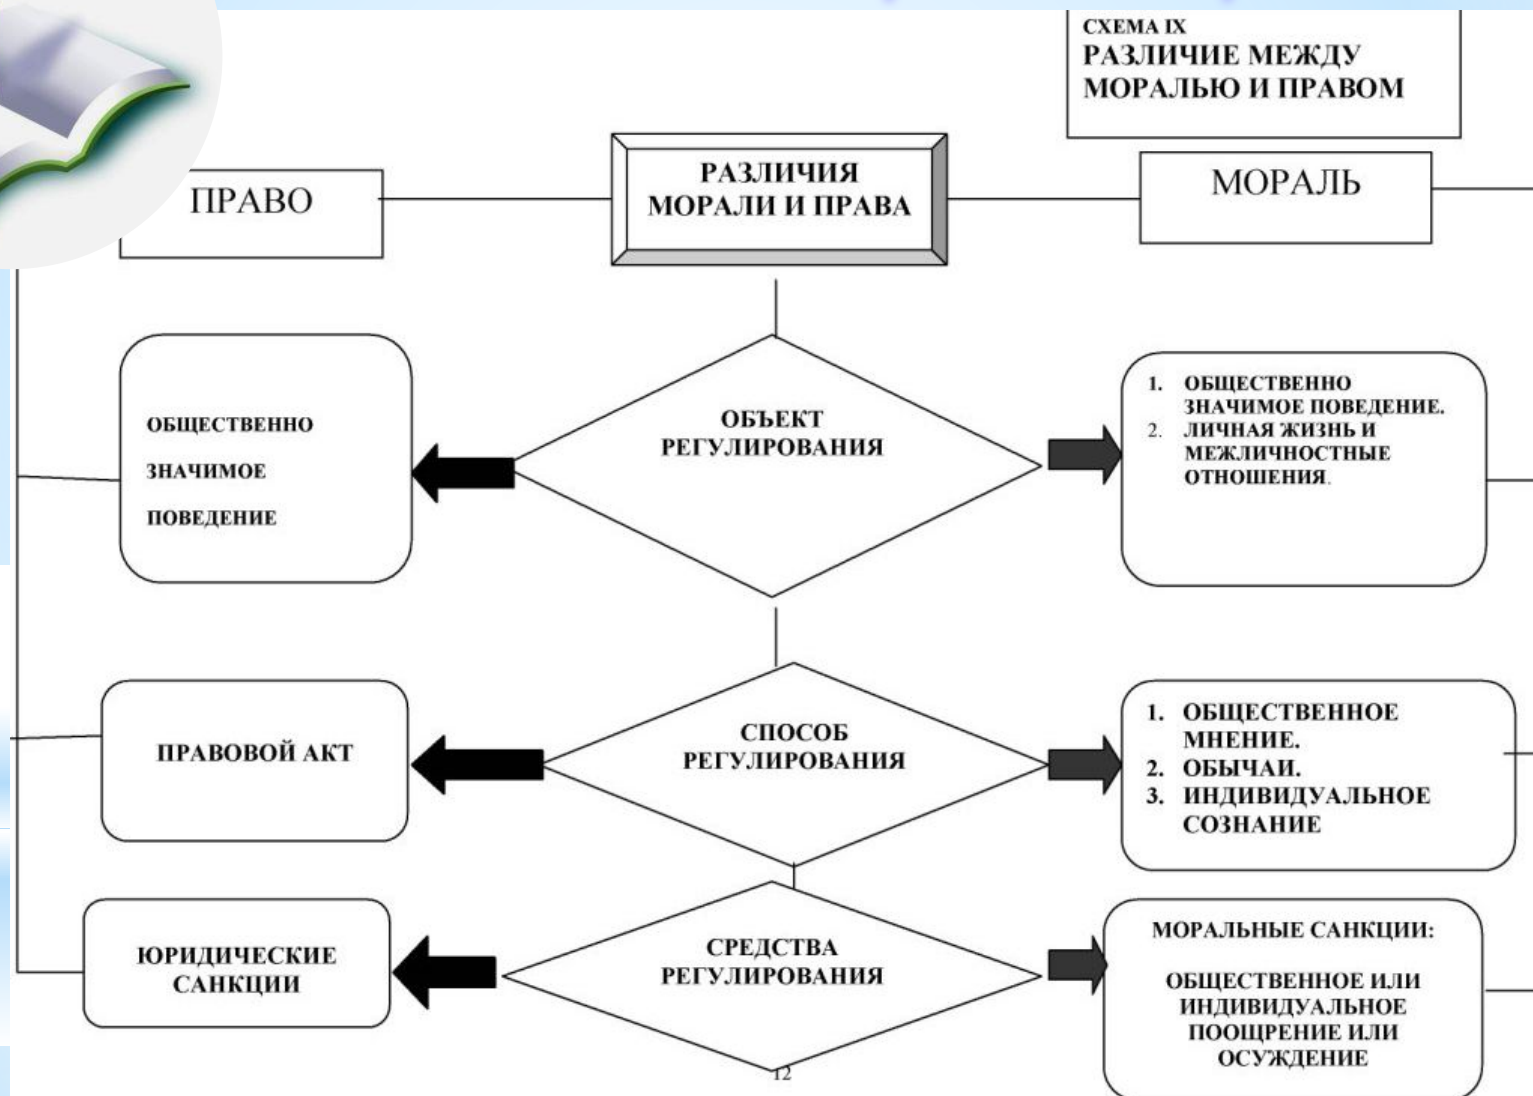 СХЕМА IX
РАЗЛИЧИЕ МЕЖДУ
МОРАЛЬЮ И ПРАВОМ
ПРАВО
РАЗЛИЧИЯ
МОРАЛИ И ПРАВА
МОРАЛЬ
ОБЩЕСТВЕННО
ЗНАЧИМОЕ
ПОВЕДЕНИЕ
ОБЪЕКТ
РЕГУЛИРОВАНИЯ
1. ОБЩЕСТВЕННО
ЗНАЧИМОЕ ПОВЕДЕНИЕ.
2. ЛИЧНАЯ ЖИЗНЬ И
МЕЖЛИЧНОСТНЫЕ
ОТНОШЕНИЯ.
ПРАВОВОЙ АКТ
СПОСОБ
РЕГУЛИРОВАНИЯ
1. ОБЩЕСТВЕННОЕ
МНЕНИЕ.
2. ОБЫЧАИ.
3. ИНДИВИДУАЛЬНОЕ
СОЗНАНИЕ
ЮРИДИЧЕСКИЕ
САНКЦИИ
СРЕДСТВА
РЕГУЛИРОВАНИЯ
МОРАЛЬНЫЕ САНКЦИИ:
ОБЩЕСТВЕННОЕ ИЛИ
ИНДИВИДУАЛЬНОЕ
ПООЩРЕНИЕ ИЛИ
ОСУЖДЕНИЕ
12